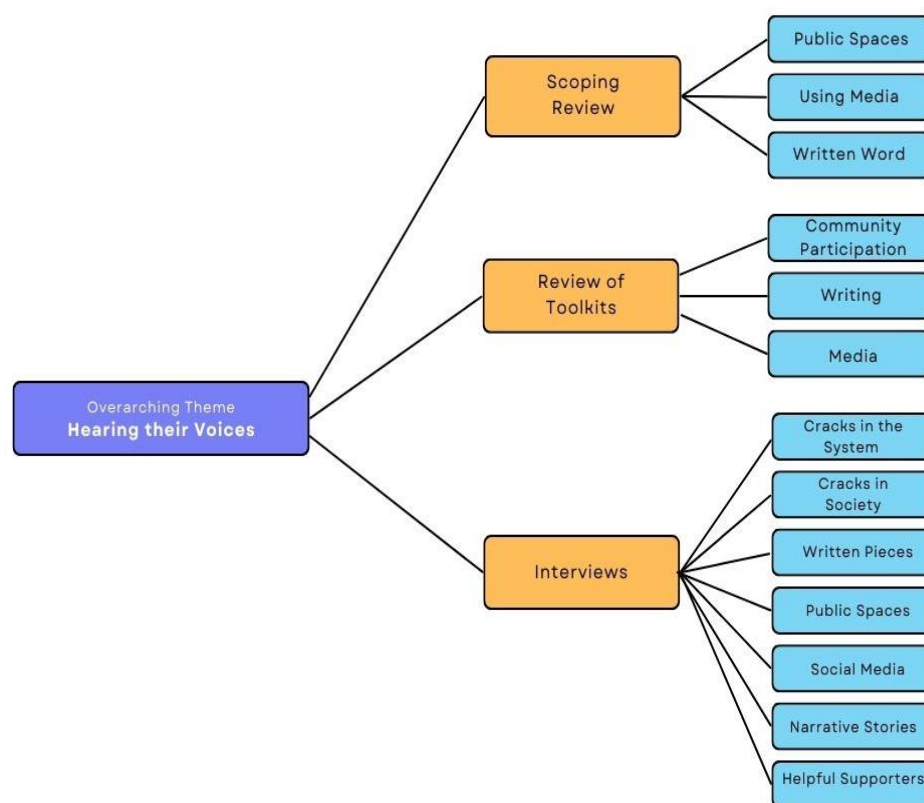 Overarching Theme
Hearing their Voices
Scoping
Review
Public Spaces
Using Media
Written Word
Review of
Toolkits
Community
Participation
Writing
Media
Interviews
Cracks in the
System
Cracks in
Society
Written Pieces
Public Spaces
Social Media
Narrative Stories
Helpful Supporters